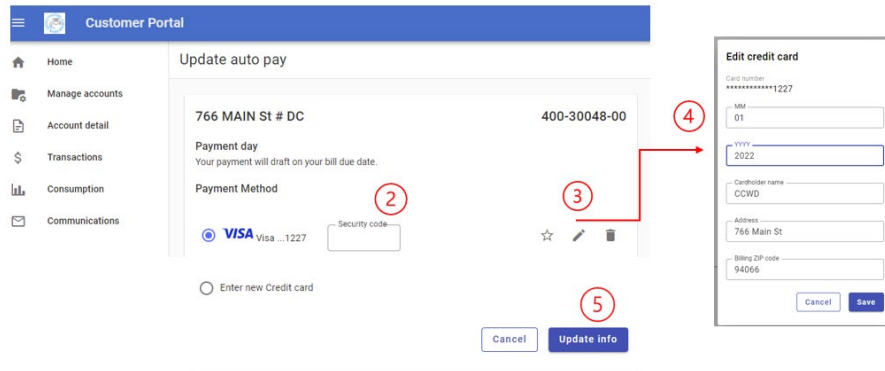 Customer Portal
Home
Manage accounts
Account detail
Transactions
Consumption
Communications
Update auto pay
766 MAIN St # DC 400-30048-00
Payment day
Your payment will draft on your bill due date.
Payment Method
2
3
VISA Visa ...1227
Security code
Enter new Credit card
5
Cancel Update info
4
Edit credit card
Card number
************1227
MM
01
YYYY
2022
Cardholder name
CCWD
Address
766 Main St
Billing ZIP code
94066
Cancel Save